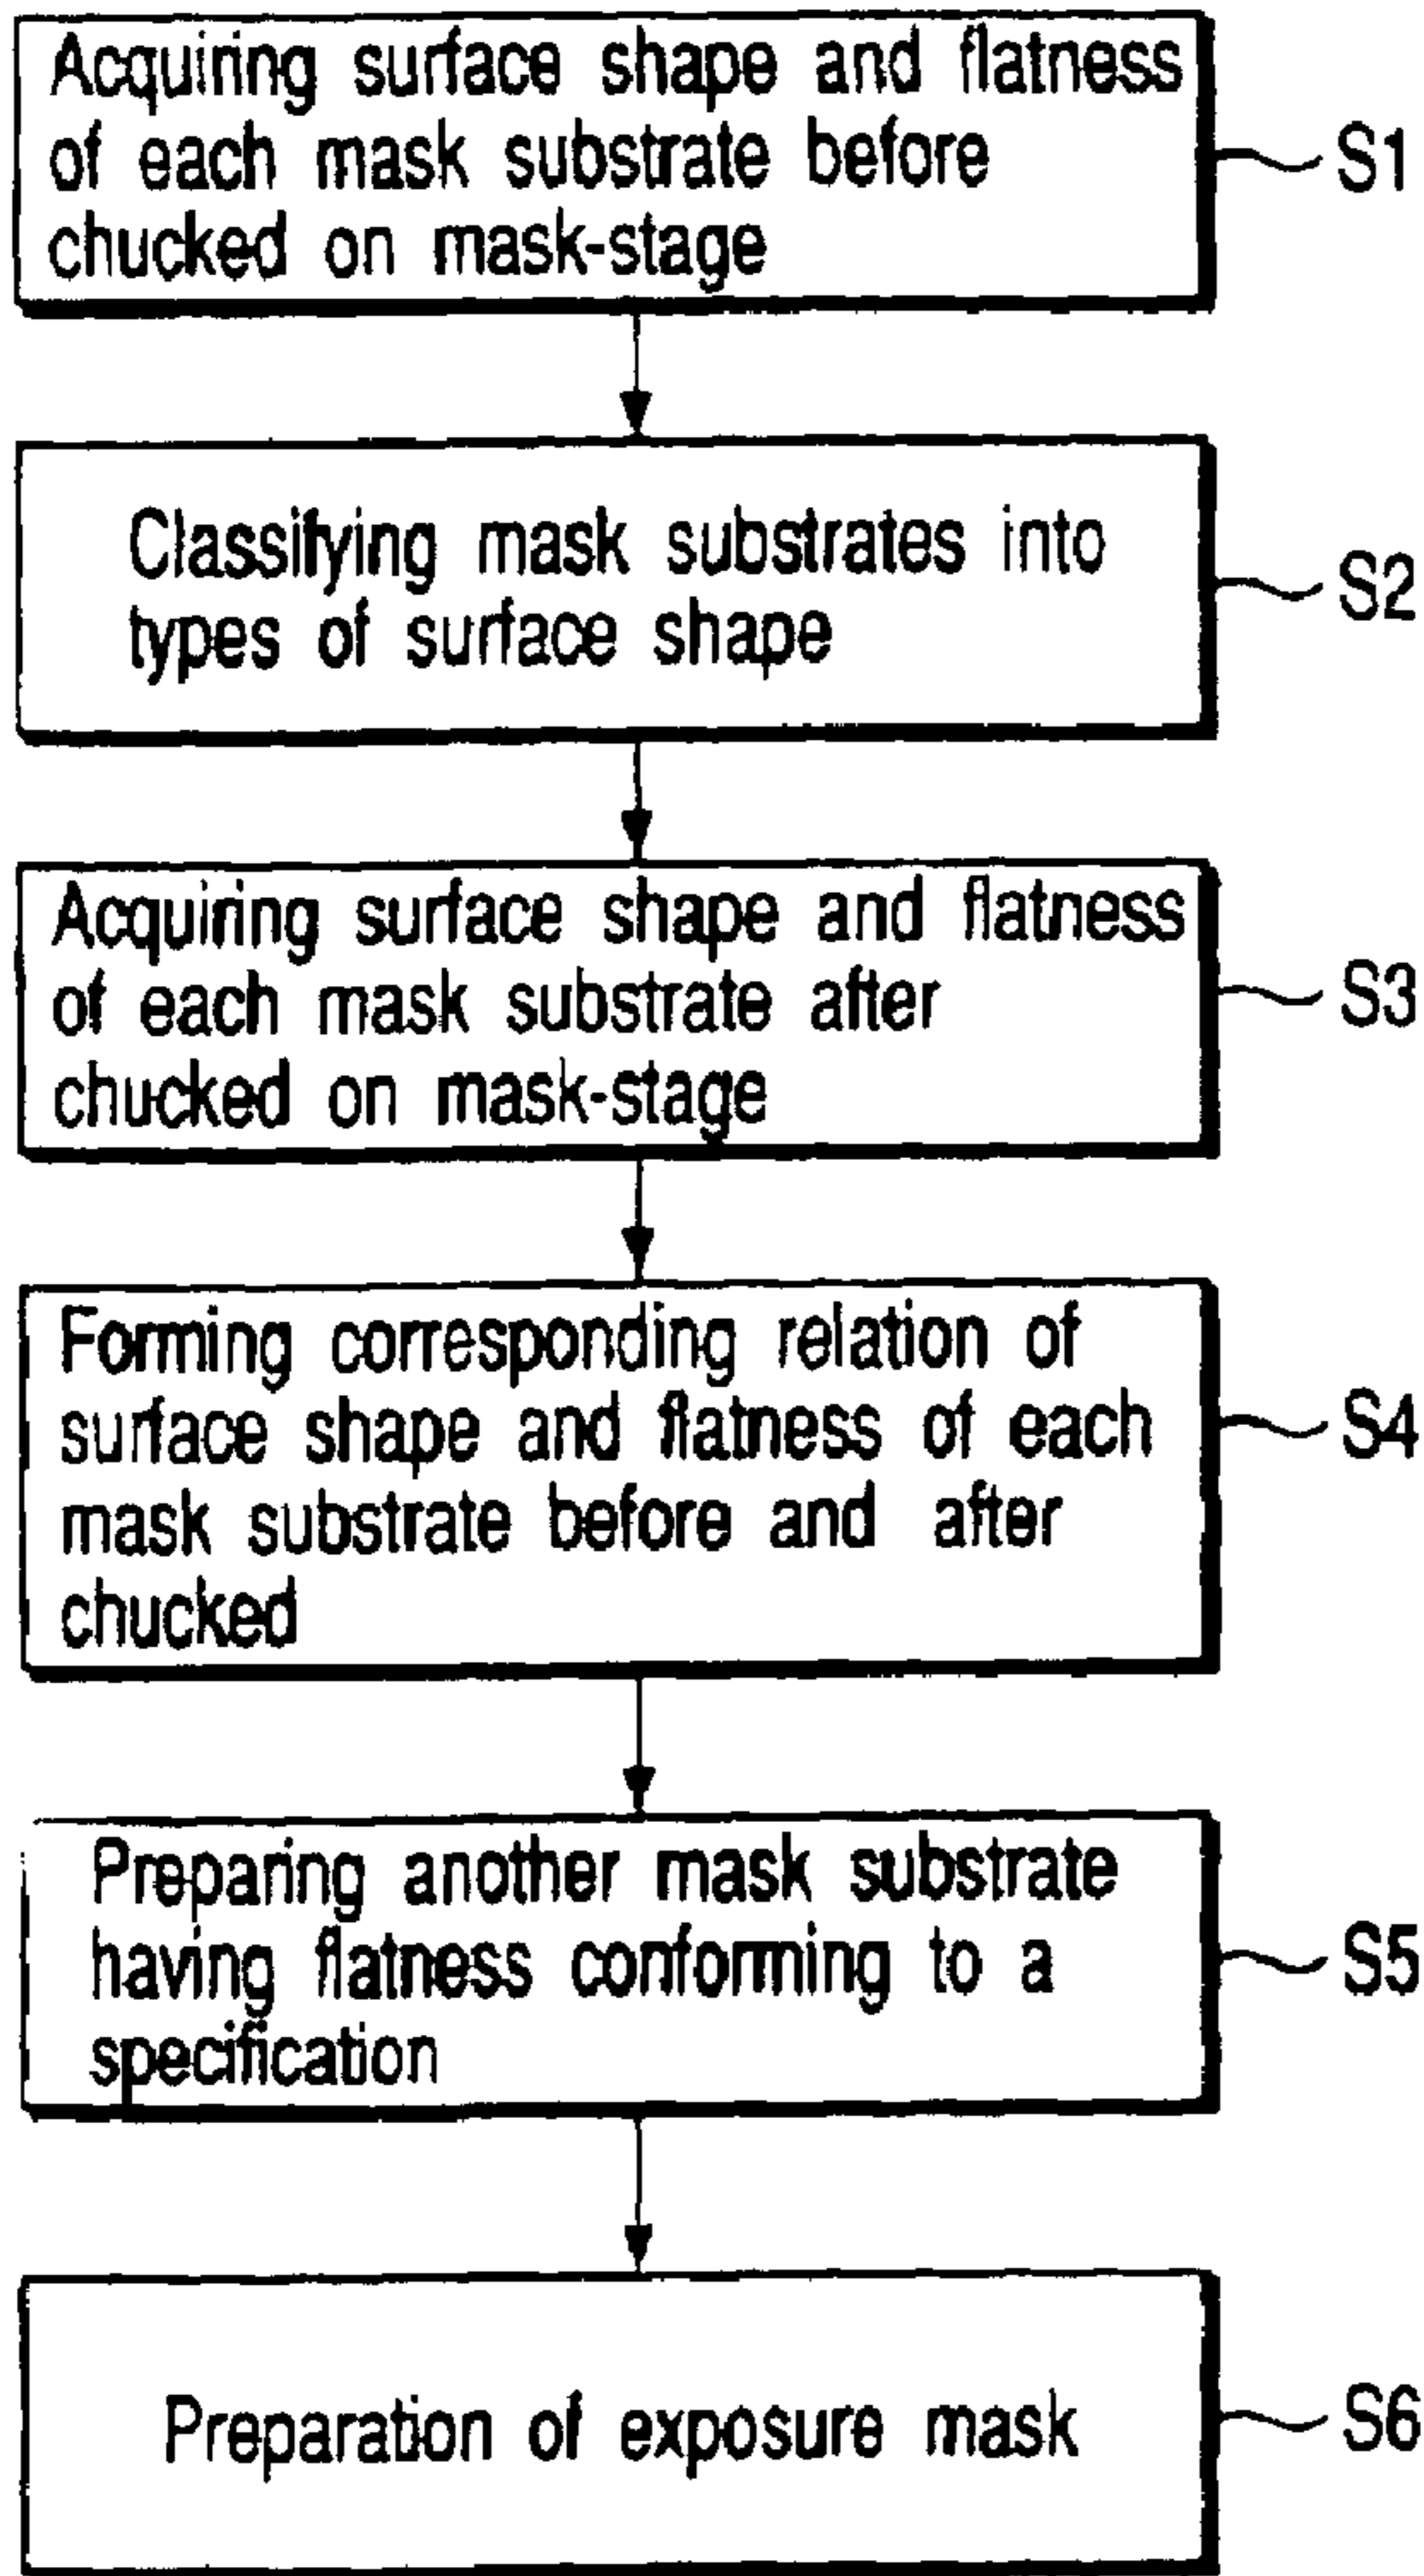 Acquiring surface shape and flatness
of each mask substrate before
chucked on mask-stage
S1
Classifying mask substrates into
types of surface shape
S2
Acquiring surface shape and flatness
of each mask substrate after
chucked on mask-stage
S3
Forming corresponding relation of
surface shape and flatness of each
mask substrate before and after
chucked
S4
Preparing another mask substrate
having flatness conforming to a
specification
S5
Preparation of exposure mask
S6